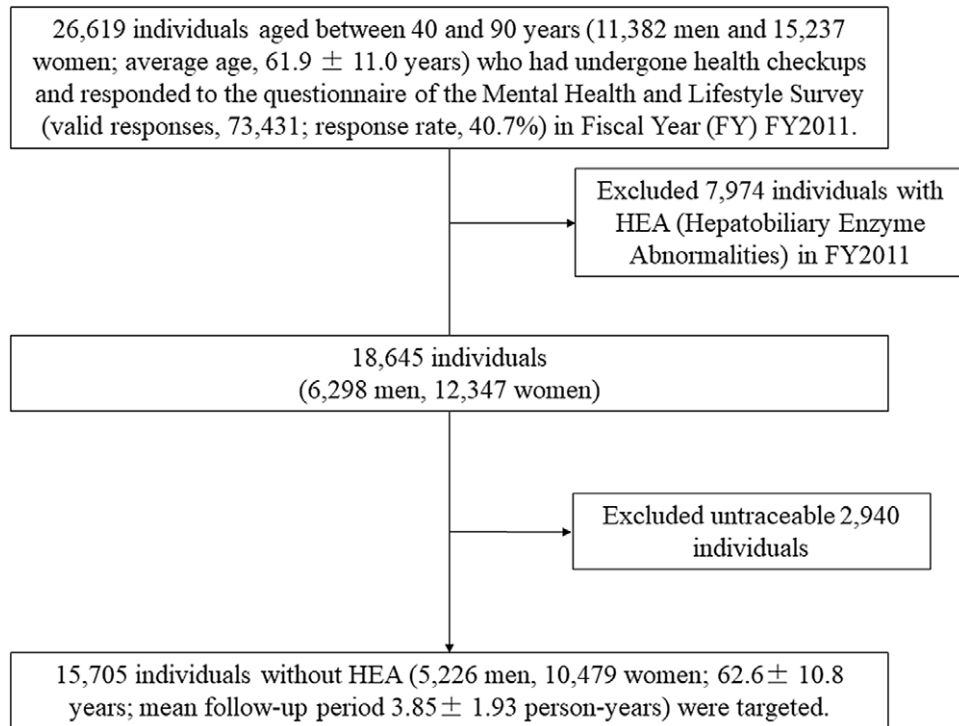 26,619 individuals aged between 40 and 90 years (11,382 men and 15,237
women; average age, 61.9 ± 11.0 years) who had undergone health checkups
and responded to the questionnaire of the Mental Health and Lifestyle Survey
(valid responses, 73,431; response rate, 40.7%) in Fiscal Year (FY) FY2011.
Excluded 7,974 individuals with
HEA (Hepatobiliary Enzyme
Abnormalities) in FY2011
18,645 individuals
(6,298 men, 12,347 women)
Excluded untraceable 2,940
individuals
15,705 individuals without HEA (5,226 men, 10,479 women; 62.6± 10.8
years; mean follow-up period 3.85± 1.93 person-years) were targeted.